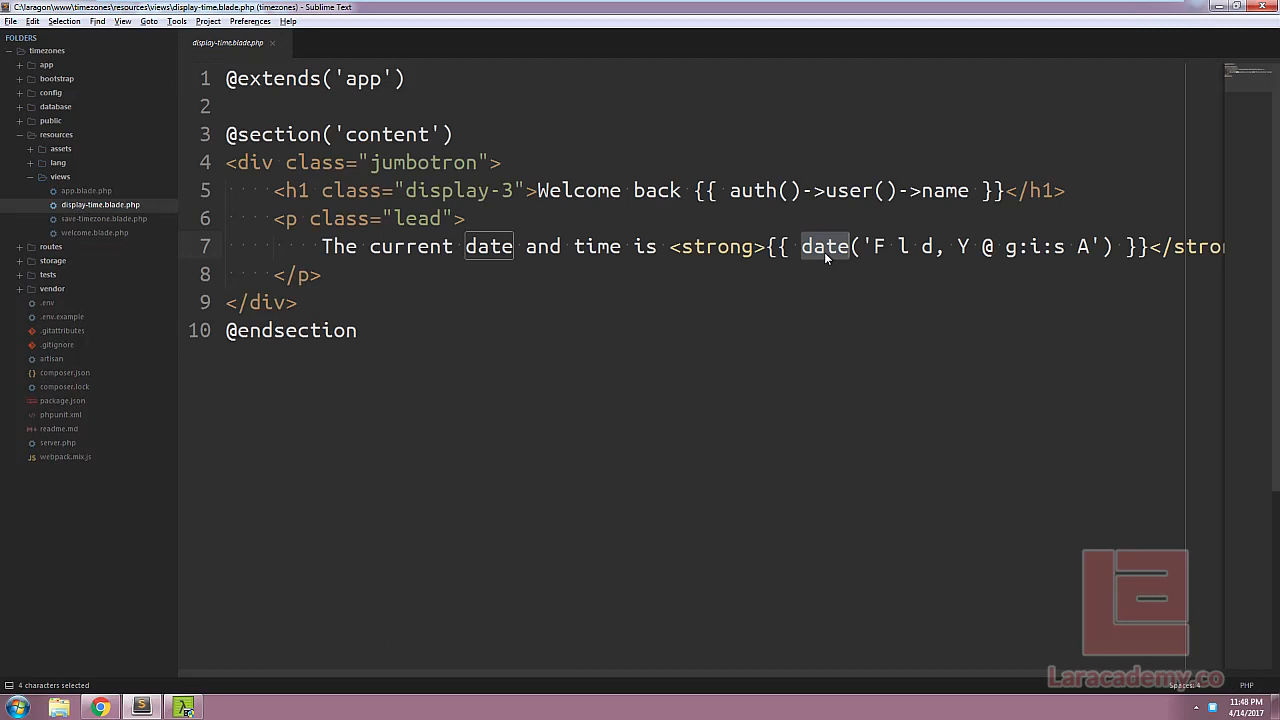 C:\laragon\www\timezones\resources\views\display-time.blade.php (timezones) - Sublime Text
File Edit Selection Find View Goto Tools Project Preferences Help
FOLDERS
timezones
app
bootstrap
config
database
public
resources
assets
lang
views
app.blade.php
display-time.blade.php
save-timezone.blade.php
welcome.blade.php
routes
storage
tests
vendor
.env
.env.example
.gitattributes
.gitignore
artisan
composer.json
composer.lock
package.json
phpunit.xml
readme.md
server.php
webpack.mix.js
display-time.blade.php
1 @extends('app')
2
3 @section('content')
4 <div class="jumbotron">
5 <h1 class="display-3">Welcome back {{ auth()->user()->name }}</h1>
6 <p class="lead">
7 The current date and time is <strong>{{ date('F l d, Y @ g:i:s A') }}</stron
8 </p>
9 </div>
10 @endsection
LA
Laracademy.co
4 characters selected
Spaces: 4
PHP
11:48 PM
4/14/2017